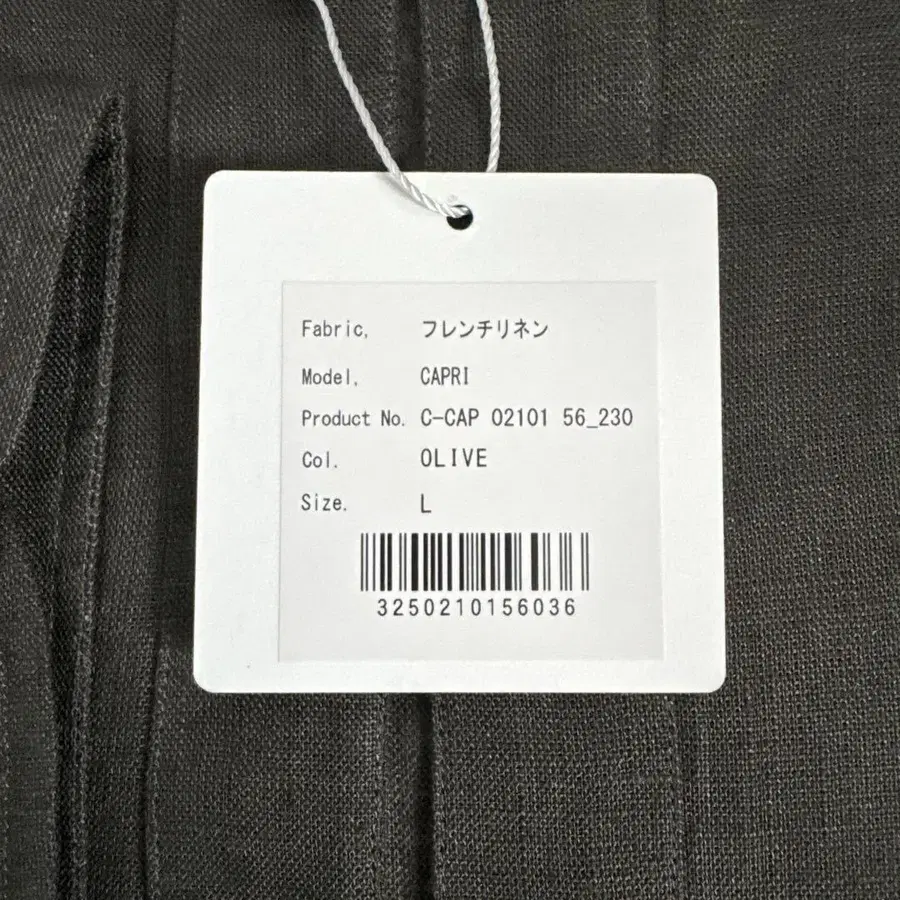 Fabric, フレンチリネン
Model, CAPRI
Product No. C-CAP 02101 56_230
Col. OLIVE
Size. L
3250210156036